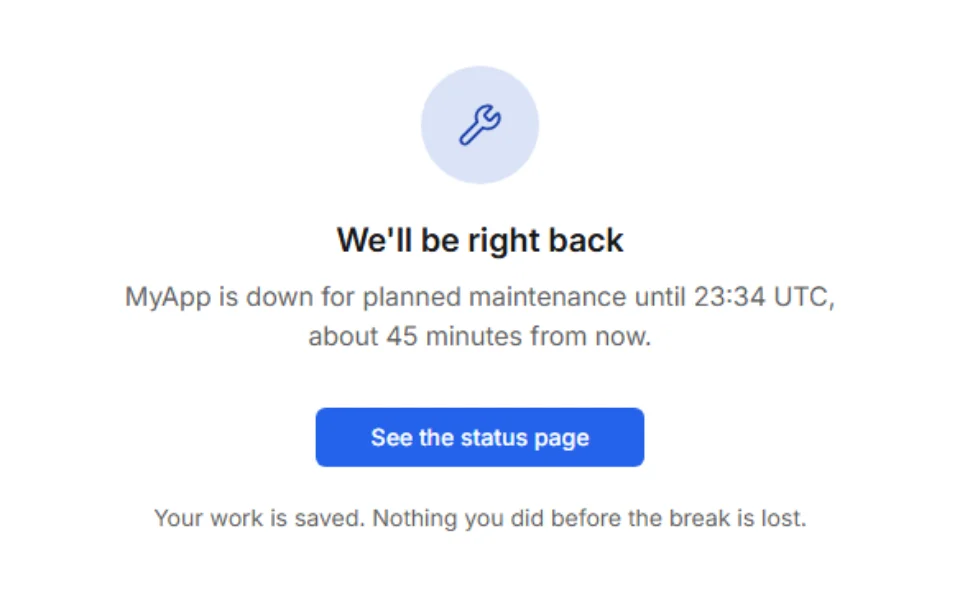 We'll be right back
MyApp is down for planned maintenance until 23:34 UTC,
about 45 minutes from now.
See the status page
Your work is saved. Nothing you did before the break is lost.